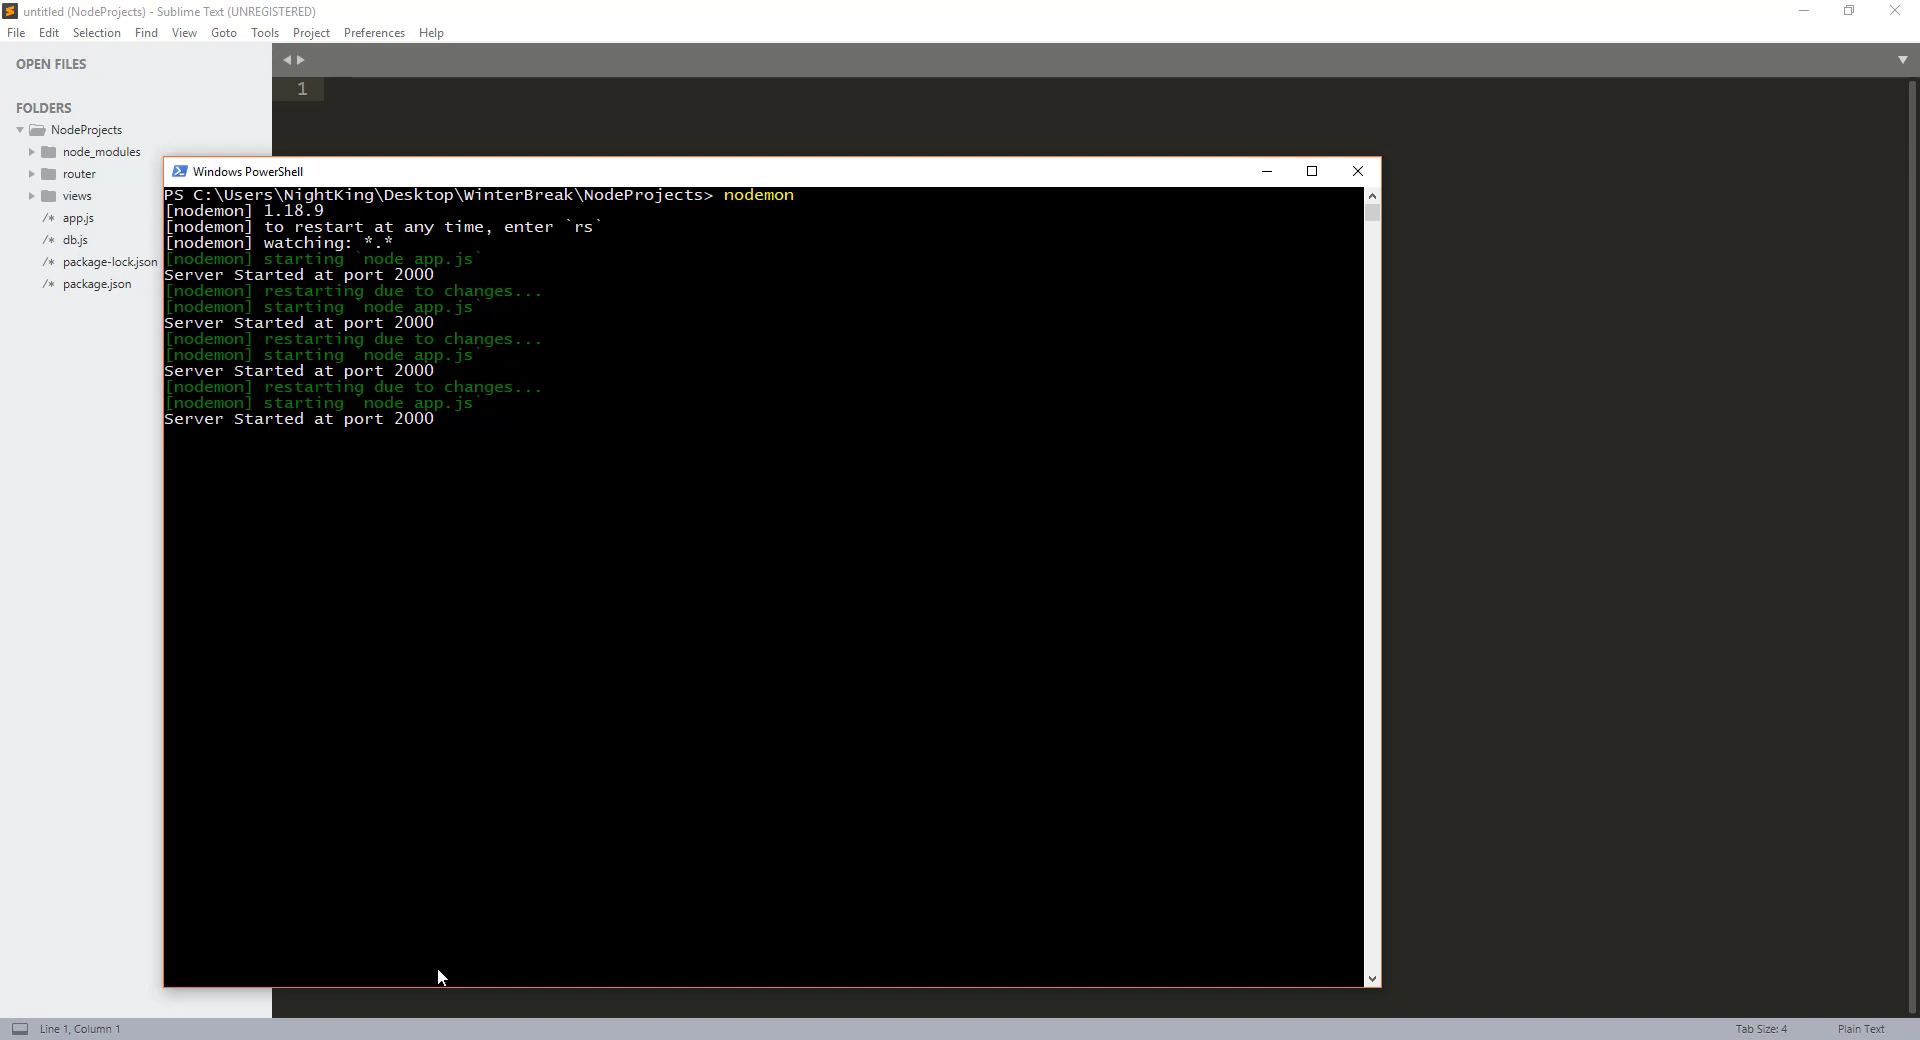 untitled (NodeProjects) - Sublime Text (UNREGISTERED)
File Edit Selection Find View Goto Tools Project Preferences Help
OPEN FILES
FOLDERS
NodeProjects
node_modules
router
views
/* app.js
/* db.js
/* package-lock.json
/* package.json
1
Windows PowerShell
PS C:\Users\NightKing\Desktop\WinterBreak\NodeProjects> nodemon
[nodemon] 1.18.9
[nodemon] to restart at any time, enter `rs`
[nodemon] watching: *.*
[nodemon] starting `node app.js`
Server Started at port 2000
[nodemon] restarting due to changes...
[nodemon] starting `node app.js`
Server Started at port 2000
[nodemon] restarting due to changes...
[nodemon] starting `node app.js`
Server Started at port 2000
[nodemon] restarting due to changes...
[nodemon] starting `node app.js`
Server Started at port 2000
Line 1, Column 1
Tab Size: 4
Plain Text